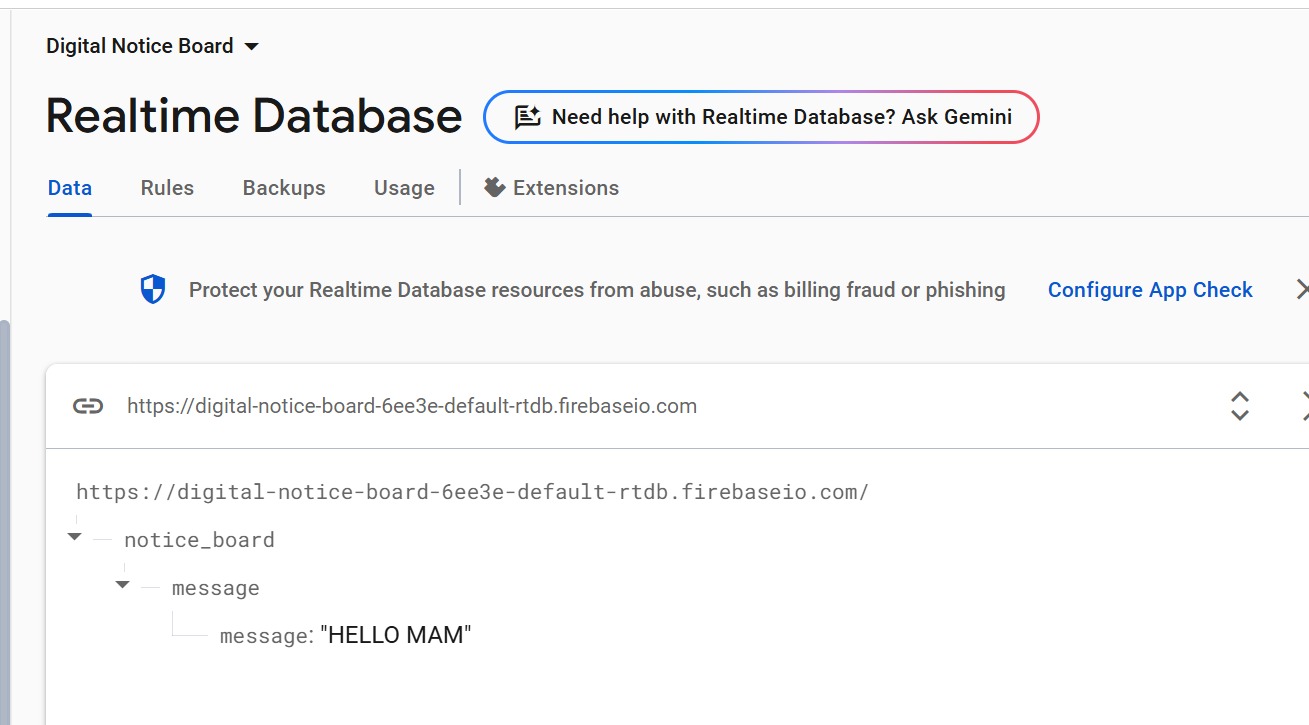 Digital Notice Board
Realtime Database
Need help with Realtime Database? Ask Gemini
Data Rules Backups Usage Extensions
Protect your Realtime Database resources from abuse, such as billing fraud or phishing Configure App Check
https://digital-notice-board-6ee3e-default-rtdb.firebaseio.com
https://digital-notice-board-6ee3e-default-rtdb.firebaseio.com/
notice_board
message
message: "HELLO MAM"